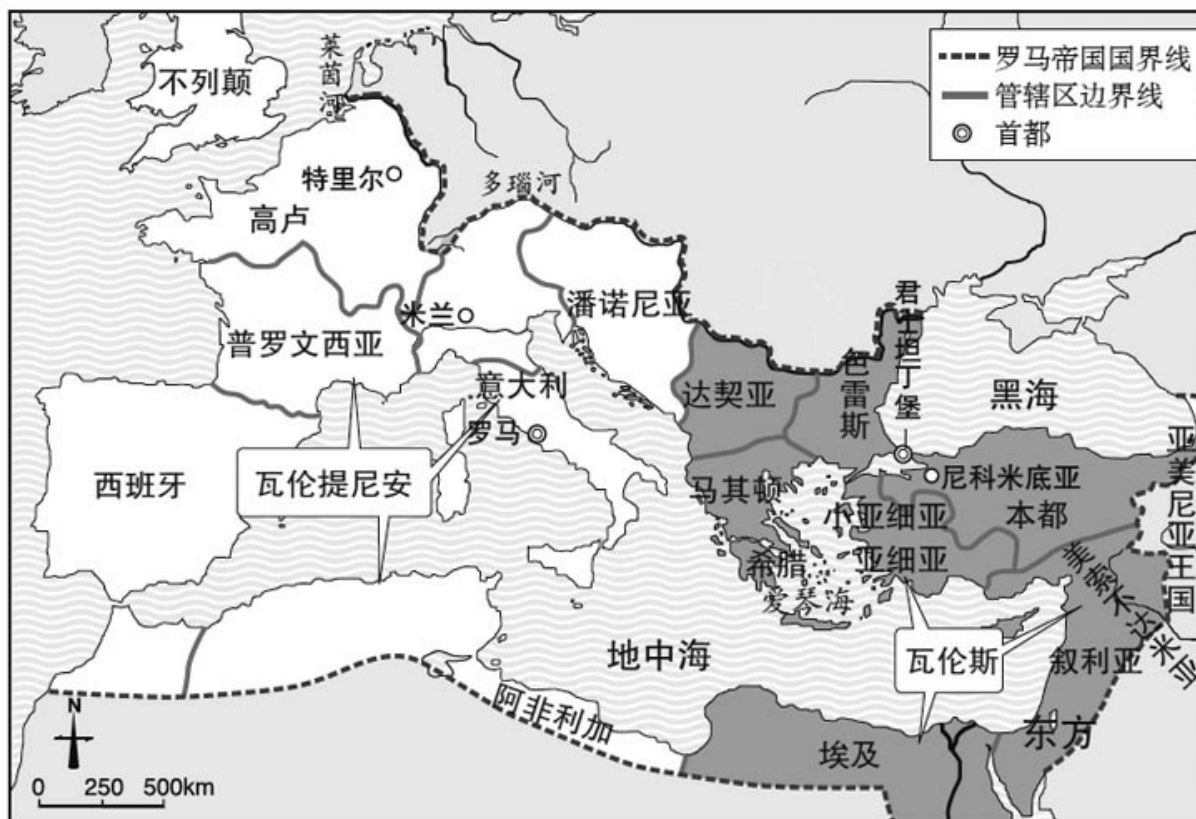 罗马帝国国界线
管辖区边界线
首都
莱茵河
不列颠
特里尔
多瑙河
高卢
米兰
潘诺尼亚
君士坦丁堡
普罗文西亚
意大利
达契亚
色雷斯
黑海
罗马
西班牙
瓦伦提尼安
马其顿
尼科米底亚
亚美尼亚王国
小亚细亚
本都
希腊
亚细亚
爱琴海
美索不达米亚
地中海
瓦伦斯
叙利亚
阿非利加
埃及
东方
N
0 250 500km